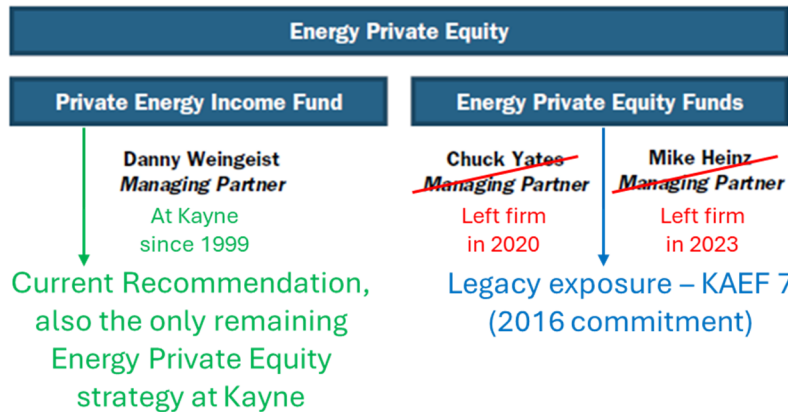 Energy Private Equity
Private Energy Income Fund
Energy Private Equity Funds
Danny Weingeist
Managing Partner
Chuck Yates
Managing Partner
Mike Heinz
Managing Partner
At Kayne
since 1999
Left firm
in 2020
Left firm
in 2023
Current Recommendation,
also the only remaining
Energy Private Equity
strategy at Kayne
Legacy exposure – KAEF 7
(2016 commitment)